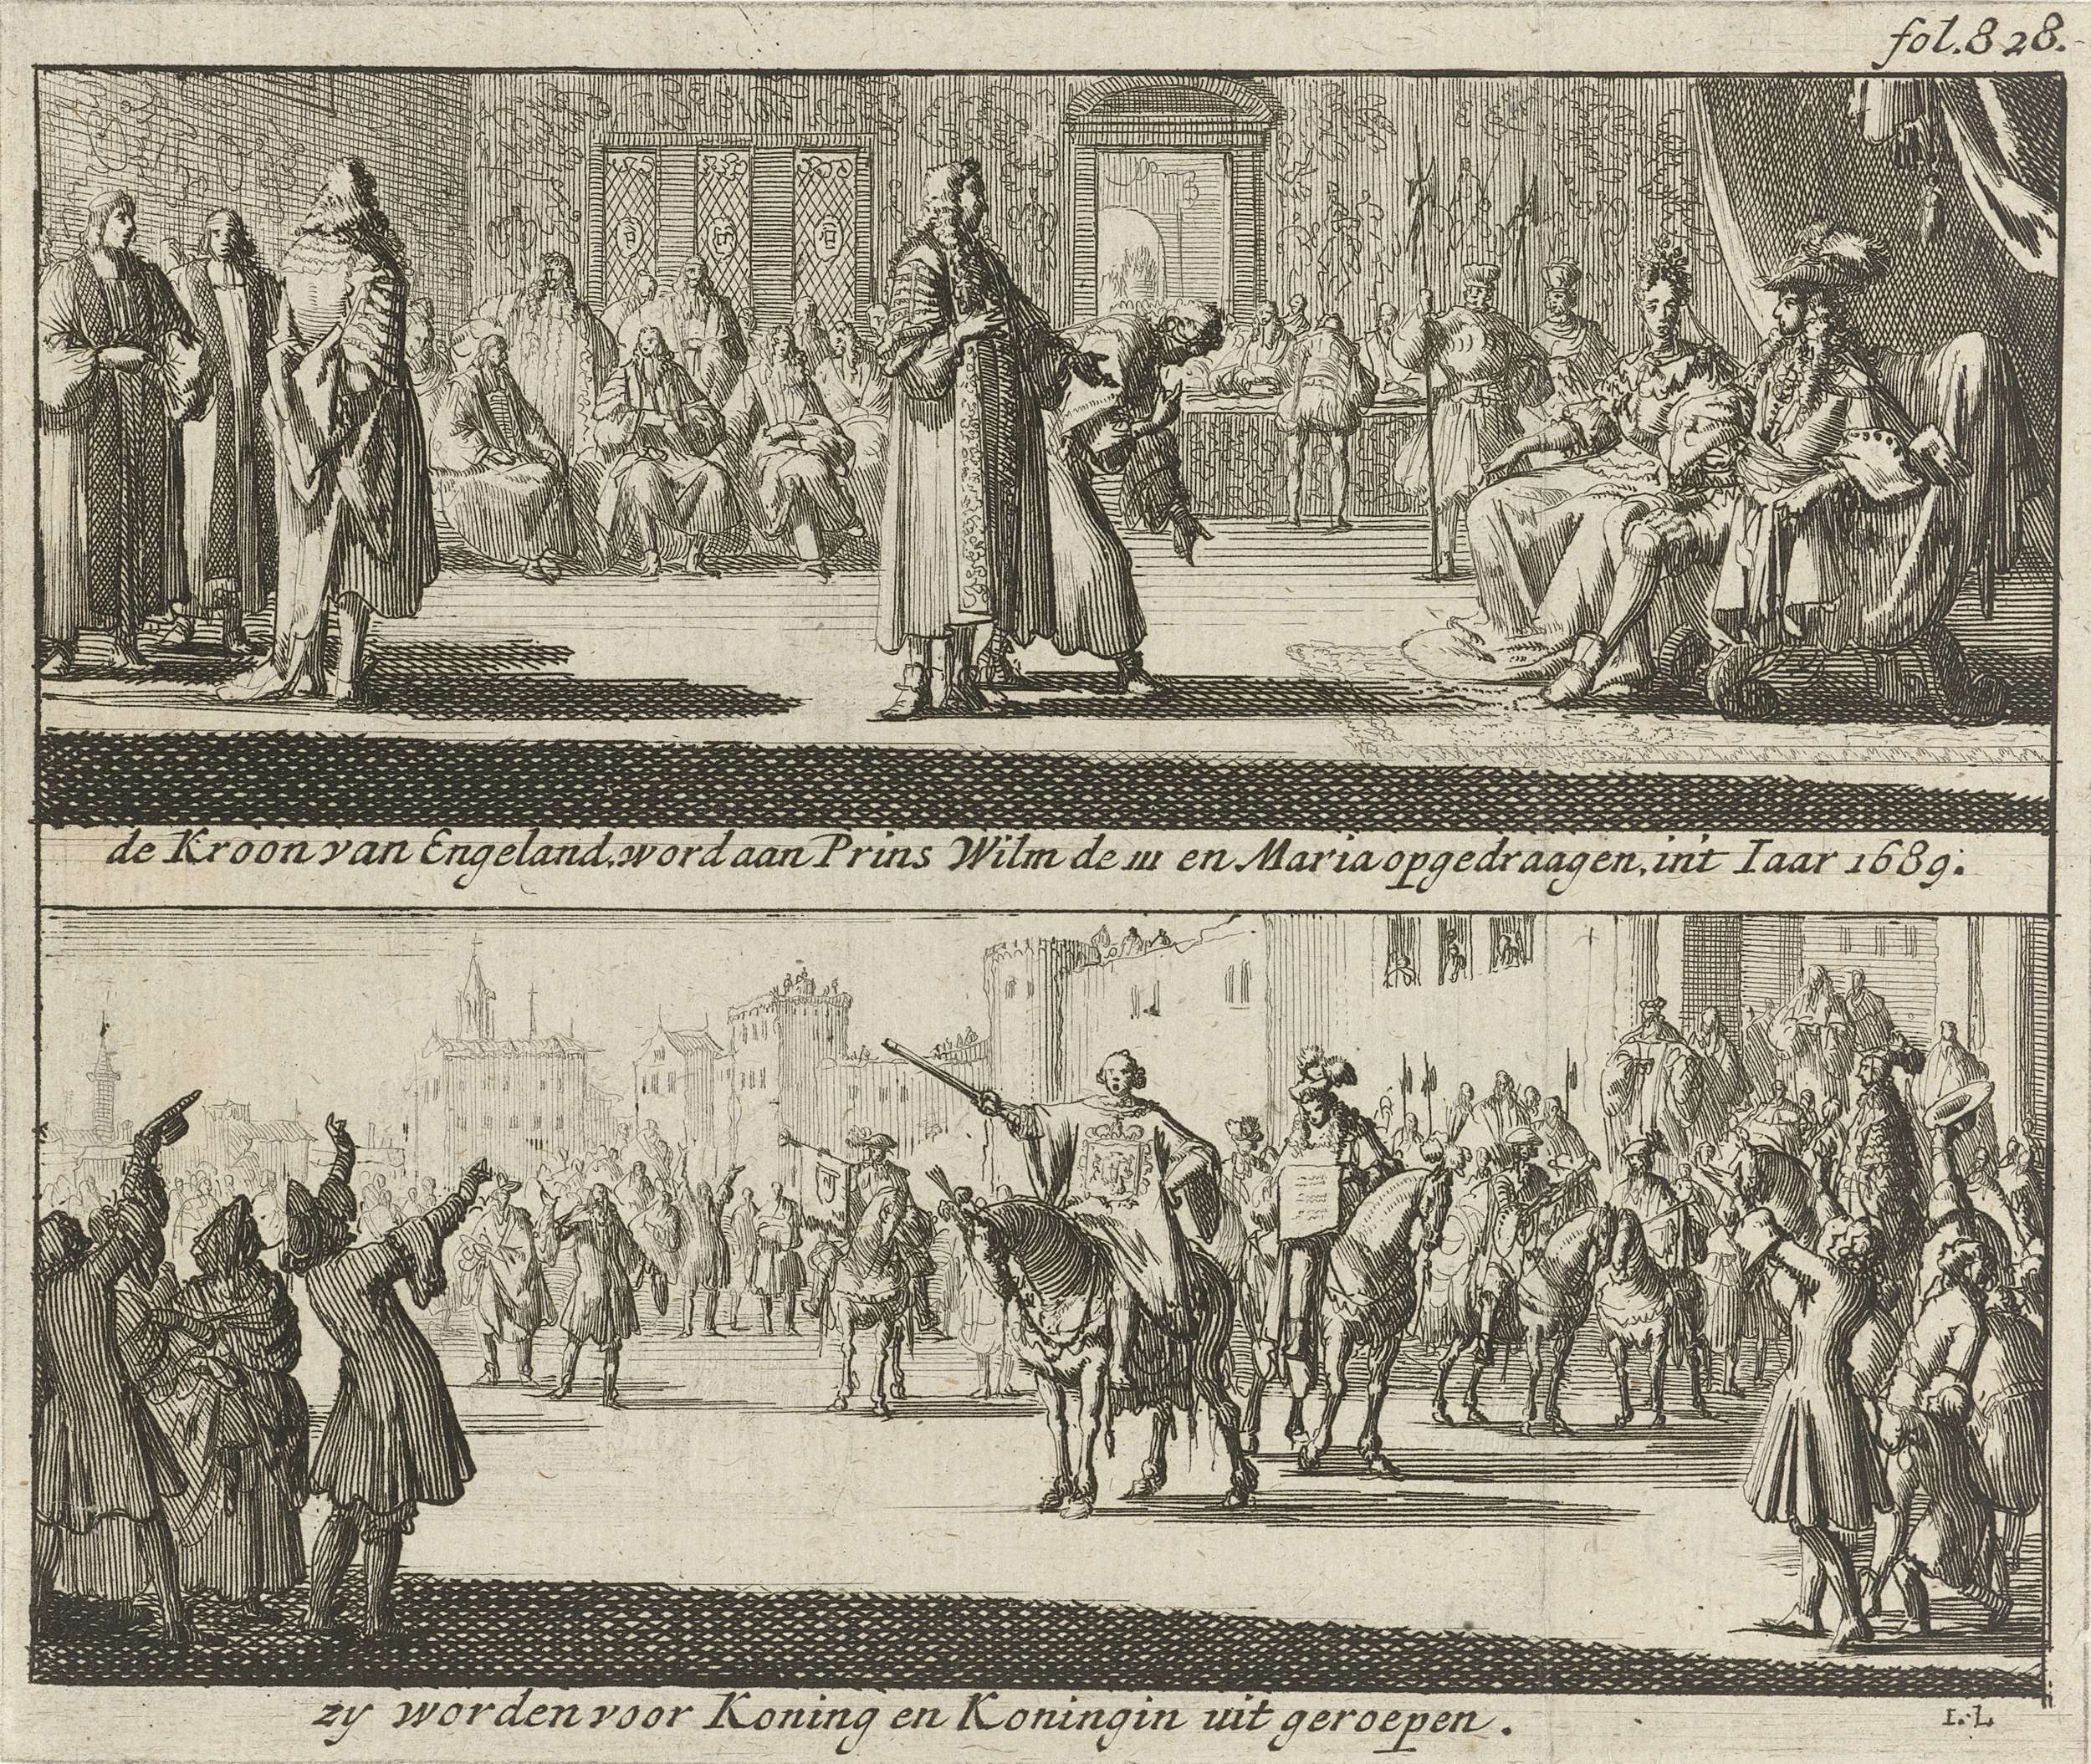 fol. 828.
de Kroon van Engeland, word aan Prins Wilm de III en Maria opgedraagen, int Iaar 1689.
zy worden voor Koning en Koningin uit geroepen.
I. L.